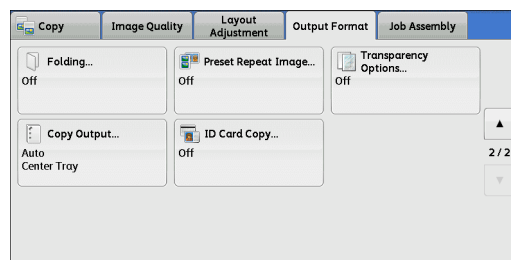 Copy
Image Quality
Layout
Adjustment
Output Format
Job Assembly
Folding...
Off
Preset Repeat Image...
Off
Transparency
Options...
Off
Copy Output...
Auto
Center Tray
ID Card Copy...
Off
2 / 2